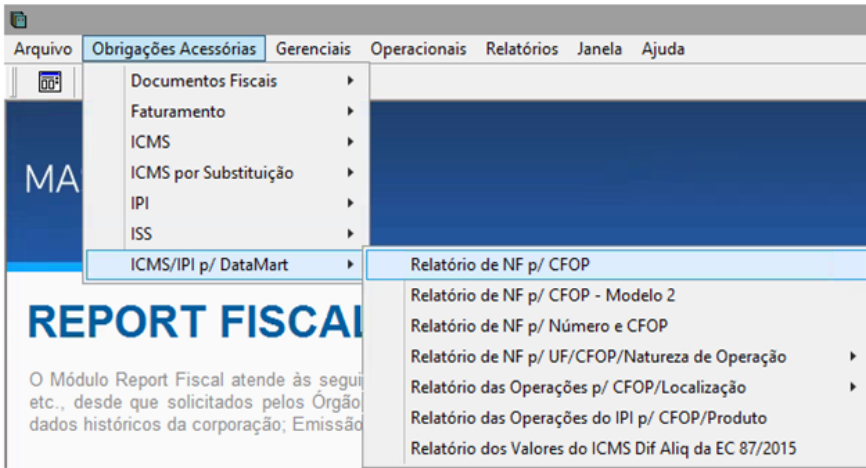 Arquivo Obrigações Acessórias Gerenciais Operacionais Relatórios Janela Ajuda
Documentos Fiscais
Faturamento
ICMS
ICMS por Substituição
IPI
ISS
ICMS/IPI p/ DataMart
Relatório de NF p/ CFOP
Relatório de NF p/ CFOP - Modelo 2
Relatório de NF p/ Número e CFOP
Relatório de NF p/ UF/CFOP/Natureza de Operação
Relatório das Operações p/ CFOP/Localização
Relatório das Operações do IPI p/ CFOP/Produto
Relatório dos Valores do ICMS Dif Aliq da EC 87/2015
MA
REPORT FISCAL
O Módulo Report Fiscal atende às segui
etc., desde que solicitados pelos Órgão
dados históricos da corporação; Emissão